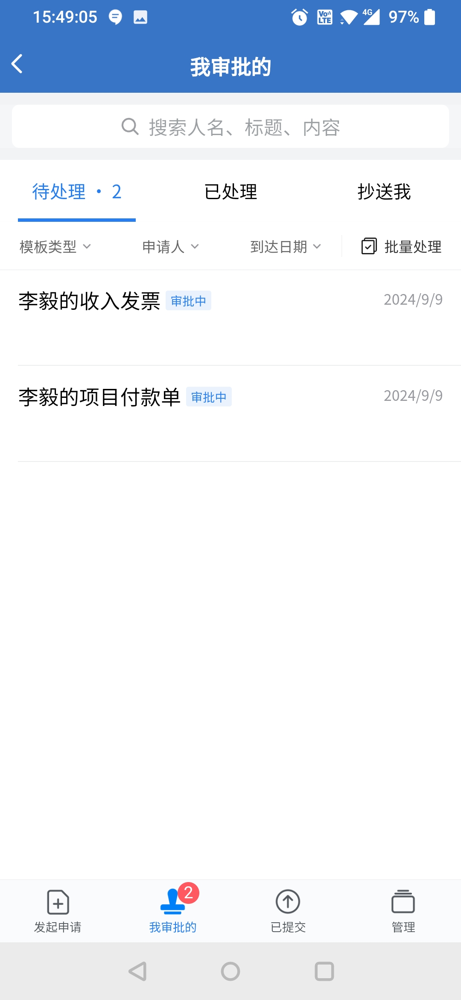 15:49:05 4G 97%
我审批的
搜索人名、标题、内容
待处理 · 2 已处理 抄送我
模板类型 申请人 到达日期 批量处理
李毅的收入发票 审批中 2024/9/9
李毅的项目付款单 审批中 2024/9/9
2
发起申请 我审批的 已提交 管理